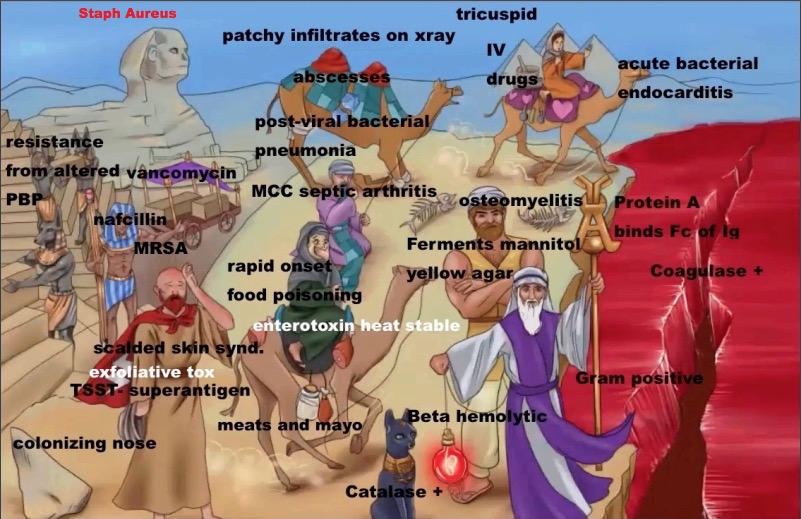 Staph Aureus
tricuspid
patchy infiltrates on xray
IV
drugs
acute bacterial
endocarditis
abscesses
post-viral bacterial
pneumonia
resistance
from altered
PBP
vancomycin
MCC septic arthritis
osteomyelitis
Protein A
binds Fc of Ig
nafcillin
MRSA
Ferments mannitol
yellow agar
Coagulase +
rapid onset
food poisoning
enterotoxin heat stable
scalded skin synd.
exfoliative tox
TSST- superantigen
Gram positive
meats and mayo
Beta hemolytic
colonizing nose
Catalase +
A